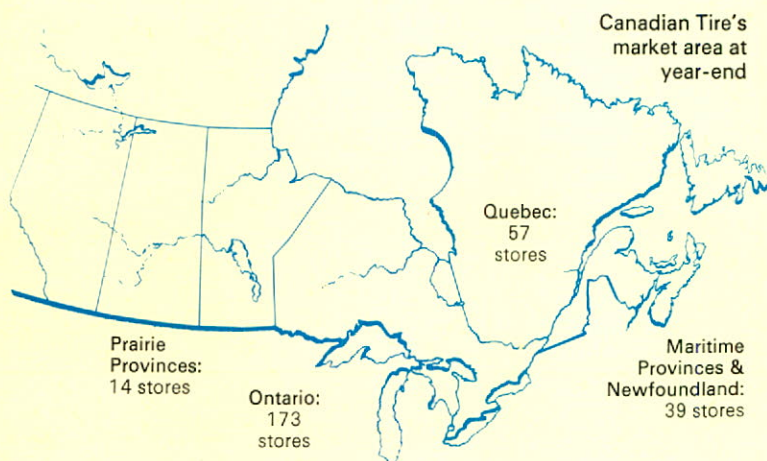 Canadian Tire's
market area at
year-end
Quebec:
57
stores
Prairie
Provinces:
14 stores
Ontario:
173
stores
Maritime
Provinces &
Newfoundland:
39 stores